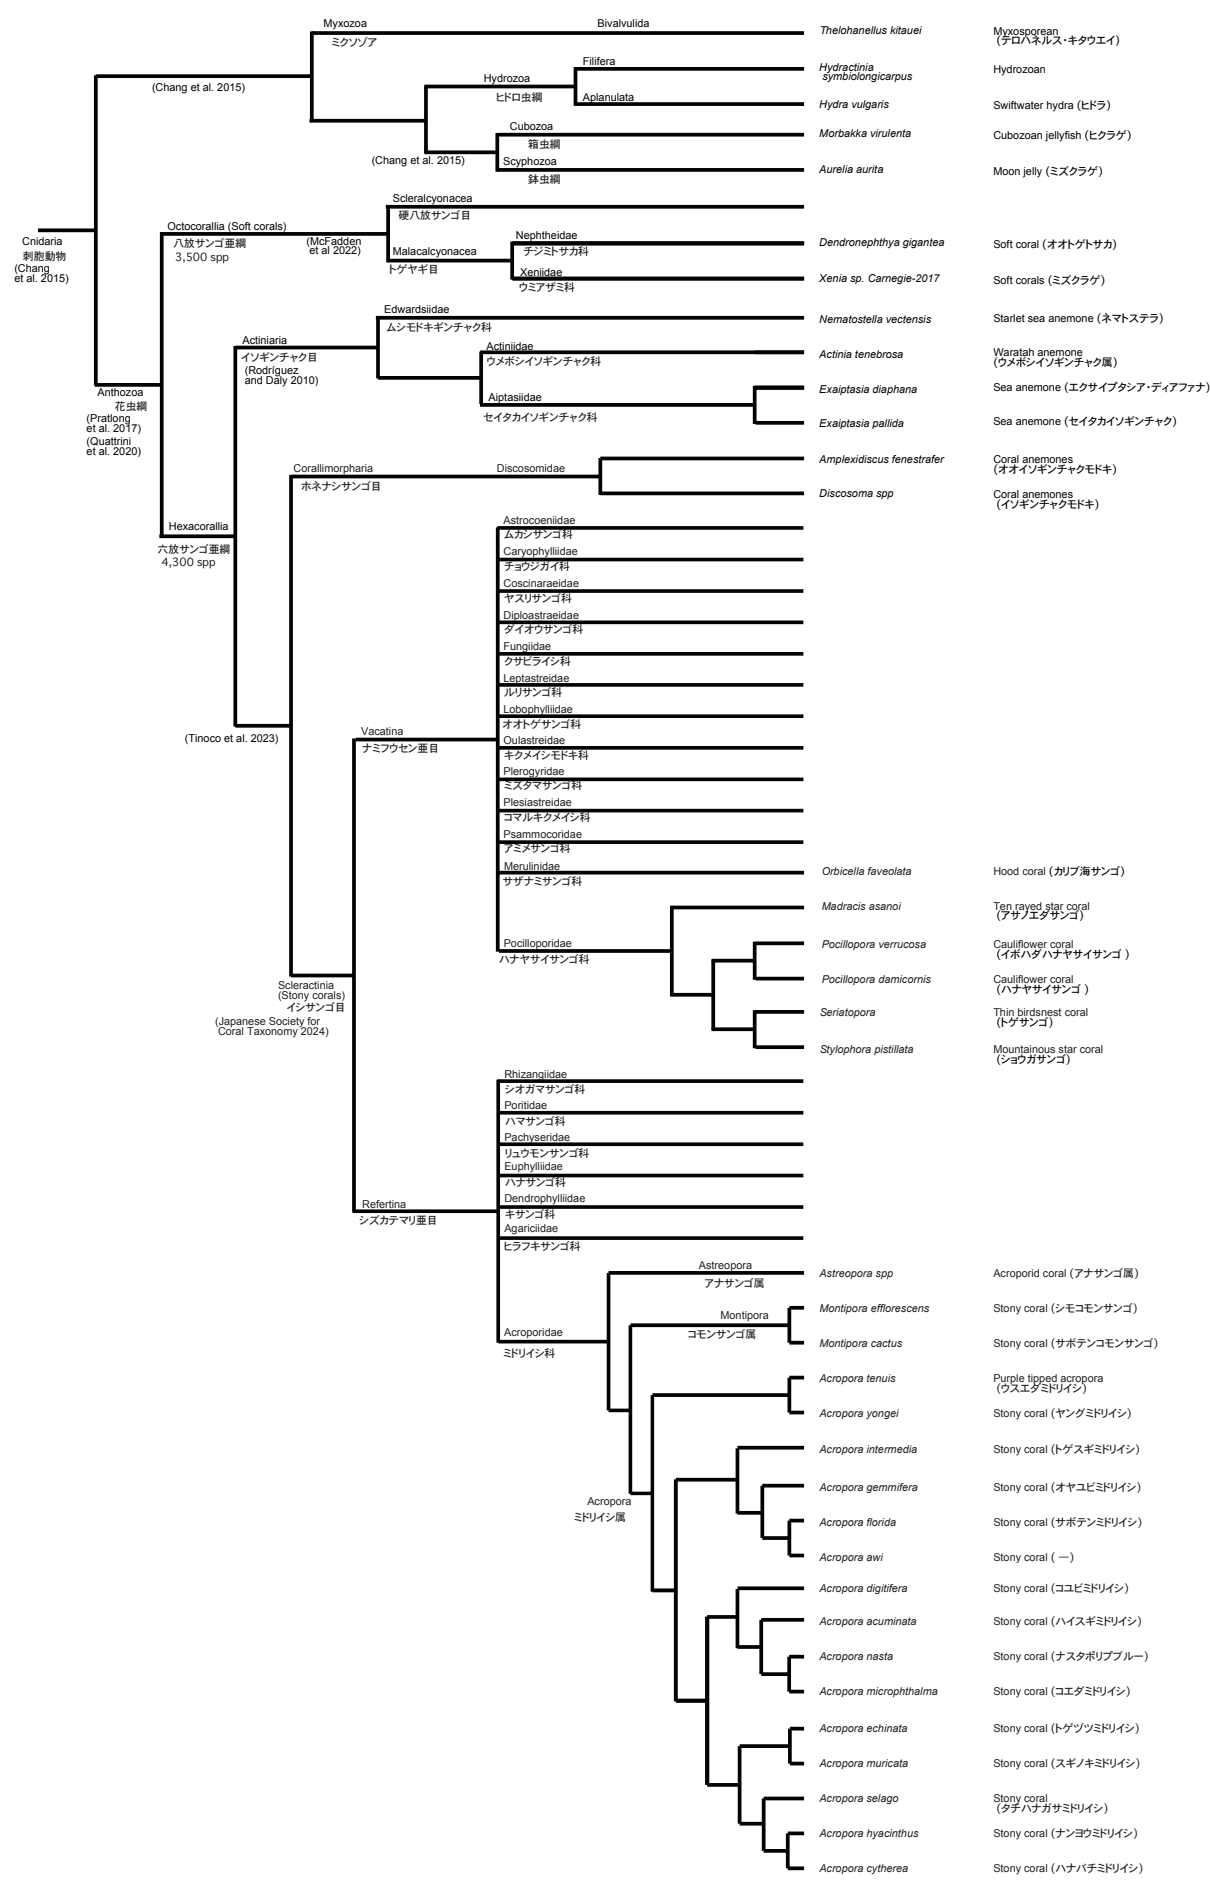 Myxozoa
ミクソゾア
Bivalvulida
Thelohanellus kitauei
Myxosporean
(テロハネルス・キタウエイ)
(Chang et al. 2015)
Hydrozoa
ヒドロ虫綱
Filifera
Hydractinia
symbiolongicarpus
Hydrozoan
Aplanulata
Hydra vulgaris
Swiftwater hydra (ヒドラ)
Cubozoa
箱虫綱
Morbakka virulenta
Cubozoan jellyfish (ヒクラゲ)
(Chang et al. 2015)
Scyphozoa
鉢虫綱
Aurelia aurita
Moon jelly (ミズクラゲ)
Cnidaria
刺胞動物
(Chang
et al. 2015)
Octocorallia (Soft corals)
八放サンゴ亜綱
3,500 spp
(McFadden
et al 2022)
Scleralcyonacea
硬八放サンゴ目
Malacalcyonacea
トゲヤギ目
Nephtheidae
チジミトサカ科
Dendronephthya gigantea
Soft coral (オオトゲトサカ)
Xeniidae
ウミアザミ科
Xenia sp. Carnegie-2017
Soft corals (ミズクラゲ)
Anthozoa
花虫綱
(Pratlong
et al. 2017)
(Quattrini
et al. 2020)
Actiniaria
イソギンチャク目
(Rodríguez
and Daly 2010)
Edwardsiidae
ムシモドキギンチャク科
Nematostella vectensis
Starlet sea anemone (ネマトステラ)
Actiniidae
ウメボシイソギンチャク科
Actinia tenebrosa
Waratah anemone
(ウメボシイソギンチャク属)
Aiptasiidae
セイタカイソギンチャク科
Exaiptasia diaphana
Sea anemone (エクサイプタシア・ディアファナ)
Exaiptasia pallida
Sea anemone (セイタカイソギンチャク)
Hexacorallia
六放サンゴ亜綱
4,300 spp
Corallimorpharia
ホネナシサンゴ目
Discosomidae
Amplexidiscus fenestrafer
Coral anemones
(オオイソギンチャクモドキ)
Discosoma spp
Coral anemones
(イソギンチャクモドキ)
(Tinoco et al. 2023)
Scleractinia
(Stony corals)
イシサンゴ目
(Japanese Society for
Coral Taxonomy 2024)
Vacatina
ナミフウセン亜目
Astrocoeniidae
ムカシサンゴ科
Caryophylliidae
チョウジガイ科
Coscinaraeidae
ヤスリサンゴ科
Diploastraeidae
ダイオウサンゴ科
Fungiidae
クサビライシ科
Leptastreidae
ルリサンゴ科
Lobophylliidae
オオトゲサンゴ科
Oulastreidae
キクメイシモドキ科
Plerogyridae
ミズタマサンゴ科
Plesiastreidae
コマルキクメイシ科
Psammocoridae
アミメサンゴ科
Merulinidae
サザナミサンゴ科
Orbicella faveolata
Hood coral (カリブ海サンゴ)
Pocilloporidae
ハナヤサイサンゴ科
Madracis asanoi
Ten rayed star coral
(アサノエダサンゴ)
Pocillopora verrucosa
Cauliflower coral
(イボハダハナヤサイサンゴ )
Pocillopora damicornis
Cauliflower coral
(ハナヤサイサンゴ )
Seriatopora
Thin birdsnest coral
(トゲサンゴ)
Stylophora pistillata
Mountainous star coral
(ショウガサンゴ)
Refertina
シズカテマリ亜目
Rhizangiidae
シオガマサンゴ科
Poritidae
ハマサンゴ科
Pachyseridae
リュウモンサンゴ科
Euphylliidae
ハナサンゴ科
Dendrophylliidae
キサンゴ科
Agariciidae
ヒラフキサンゴ科
Acroporidae
ミドリイシ科
Astreopora
アナサンゴ属
Astreopora spp
Acroporid coral (アナサンゴ属)
Montipora
コモンサンゴ属
Montipora efflorescens
Stony coral (シモコモンサンゴ)
Montipora cactus
Stony coral (サボテンコモンサンゴ)
Acropora
ミドリイシ属
Acropora tenuis
Purple tipped acropora
(ウスエダミドリイシ)
Acropora yongei
Stony coral (ヤングミドリイシ)
Acropora intermedia
Stony coral (トゲスギミドリイシ)
Acropora gemmifera
Stony coral (オヤユビミドリイシ)
Acropora florida
Stony coral (サボテンミドリイシ)
Acropora awi
Stony coral ( ー)
Acropora digitifera
Stony coral (コユビミドリイシ)
Acropora acuminata
Stony coral (ハイスギミドリイシ)
Acropora nasta
Stony coral (ナスタポリプブルー)
Acropora microphthalma
Stony coral (コエダミドリイシ)
Acropora echinata
Stony coral (トゲヅツミドリイシ)
Acropora muricata
Stony coral (スギノキミドリイシ)
Acropora selago
Stony coral
(タチハナガサミドリイシ)
Acropora hyacinthus
Stony coral (ナンヨウミドリイシ)
Acropora cytherea
Stony coral (ハナバチミドリイシ)